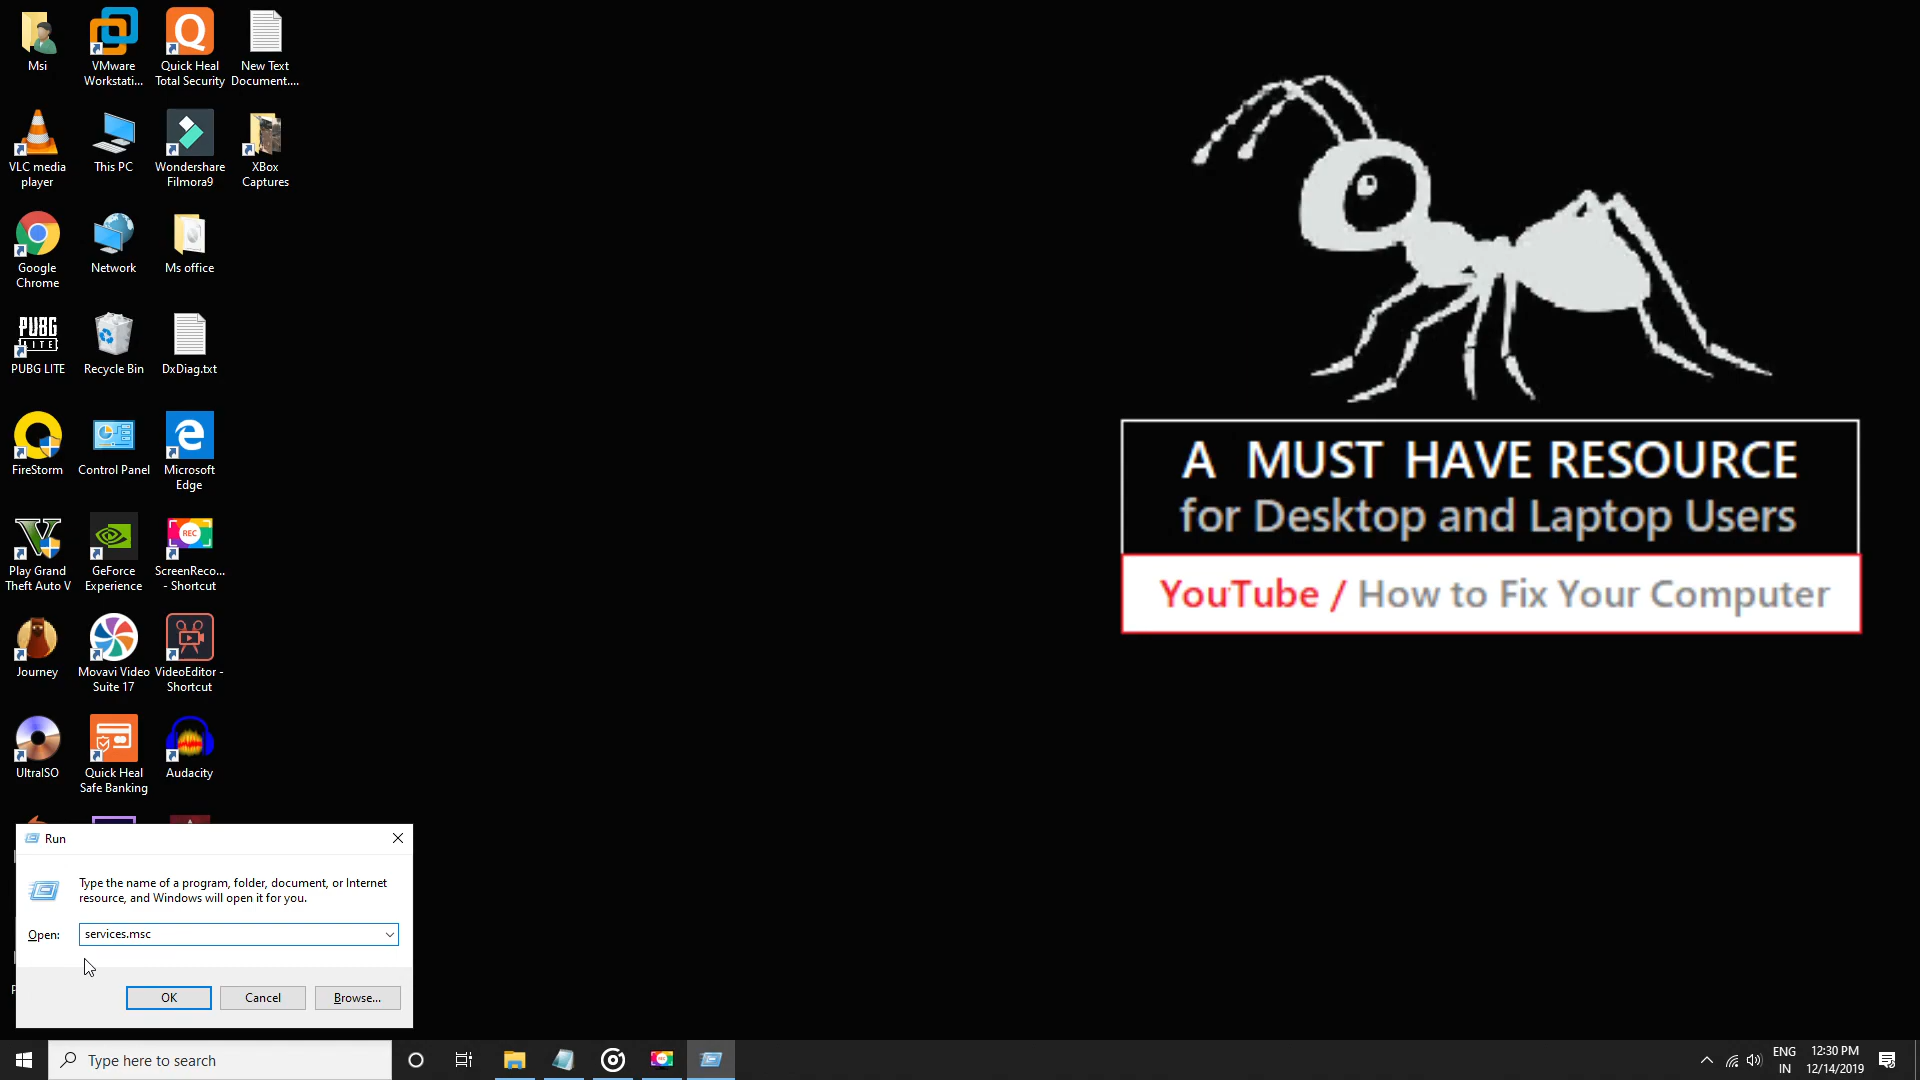 Msi
VMware
Workstati...
Quick Heal
Total Security
New Text
Document....
VLC media
player
This PC
Wondershare
Filmora9
XBox
Captures
Google
Chrome
Network
Ms office
PUBG
LITE
PUBG LITE
Recycle Bin
DxDiag.txt
FireStorm
Control Panel
Microsoft
Edge
Play Grand
Theft Auto V
GeForce
Experience
REC
ScreenReco...
- Shortcut
Journey
Movavi Video
Suite 17
VideoEditor -
Shortcut
UltraISO
Quick Heal
Safe Banking
Audacity
A MUST HAVE RESOURCE
for Desktop and Laptop Users
YouTube / How to Fix Your Computer
Run
Type the name of a program, folder, document, or Internet
resource, and Windows will open it for you.
Open: services.msc
OK Cancel Browse...
Type here to search
ENG
IN
12:30 PM
12/14/2019